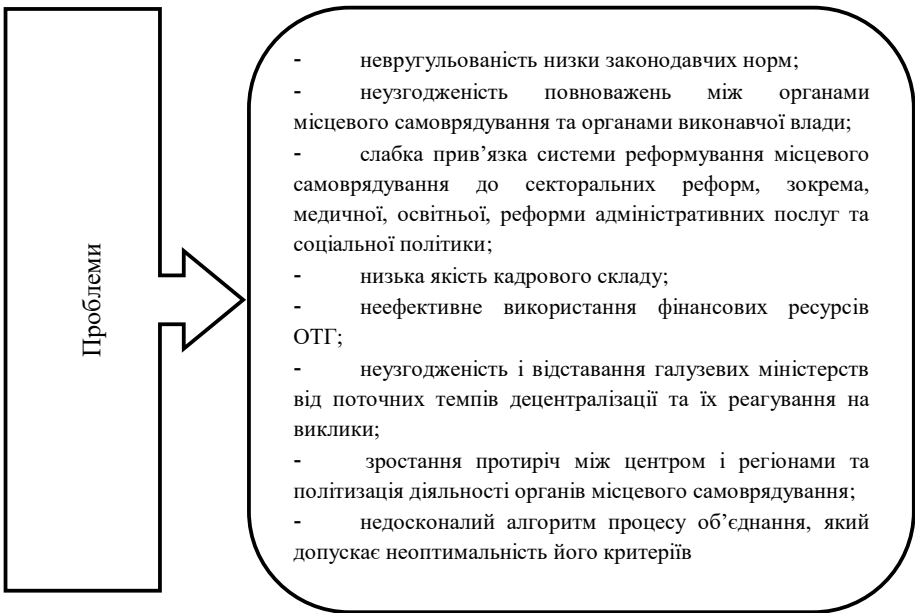 Проблеми
- невругульованість низки законодавчих норм;
- неузгодженість повноважень між органами
місцевого самоврядування та органами виконавчої влади;
- слабка прив’язка системи реформування місцевого
самоврядування до секторальних реформ, зокрема,
медичної, освітньої, реформи адміністративних послуг та
соціальної політики;
- низька якість кадрового складу;
- неефективне використання фінансових ресурсів
ОТГ;
- неузгодженість і відставання галузевих міністерств
від поточних темпів децентралізації та їх реагування на
виклики;
- зростання протиріч між центром і регіонами та
політизація діяльності органів місцевого самоврядування;
- недосконалий алгоритм процесу об’єднання, який
допускає неоптимальність його критеріїв